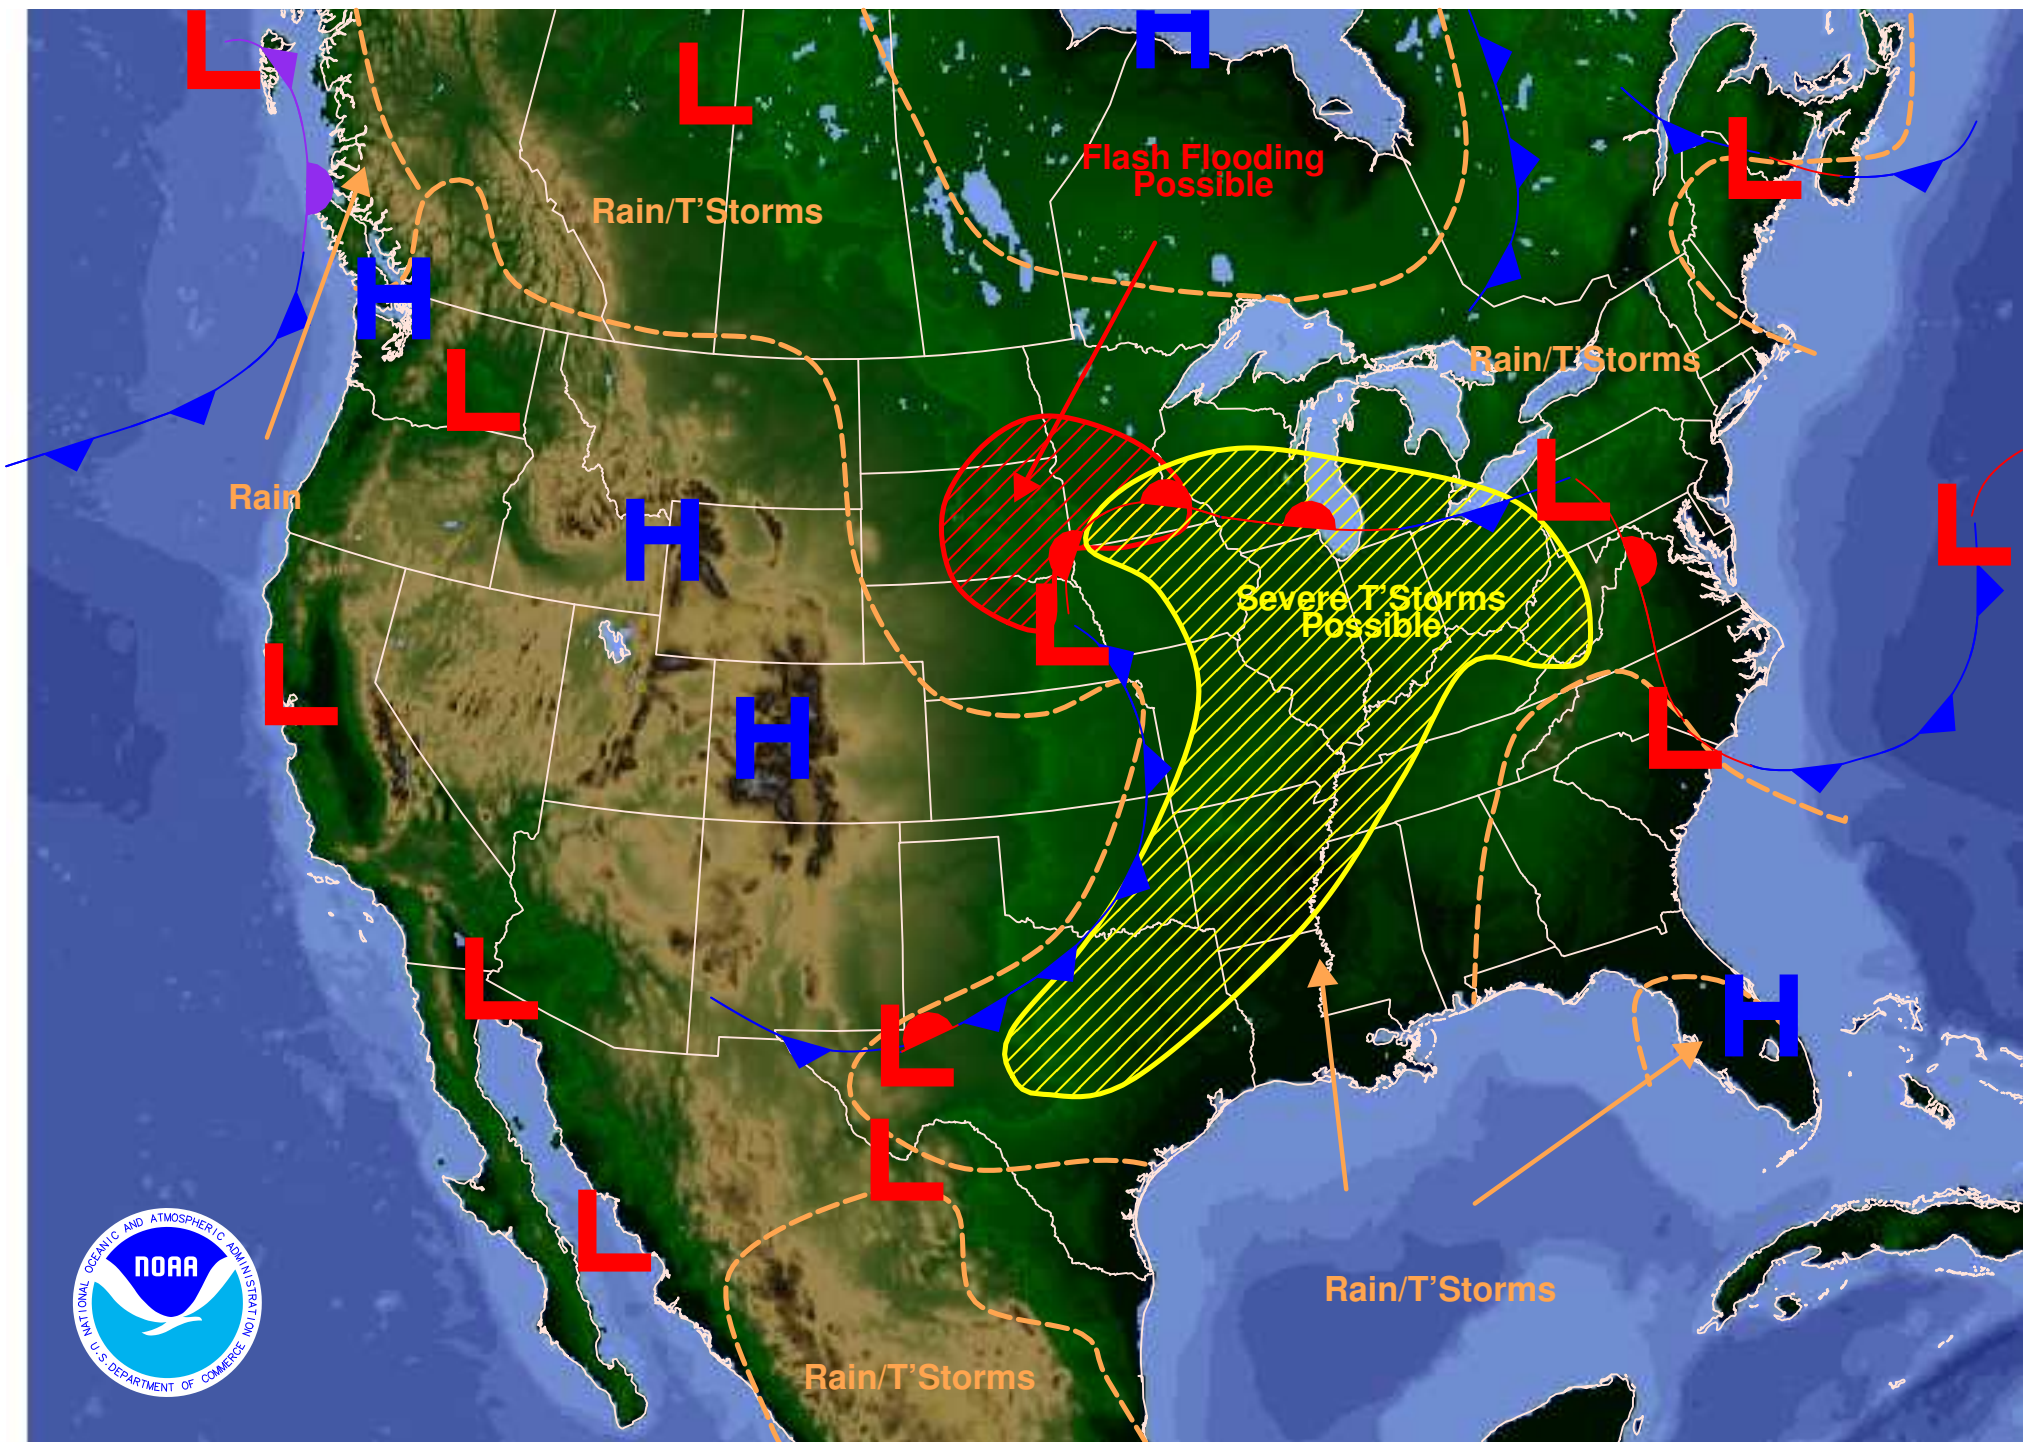 L
L
H
Flash Flooding
Possible
L
Rain/T'Storms
H
L
Rain/T'Storms
L
L
Rain
H
Severe T'Storms
Possible
L
L
H
L
L
H
L
L
L
Rain/T'Storms
Rain/T'Storms
NATIONAL OCEANIC AND ATMOSPHERIC ADMINISTRATION
NOAA
U.S. DEPARTMENT OF COMMERCE